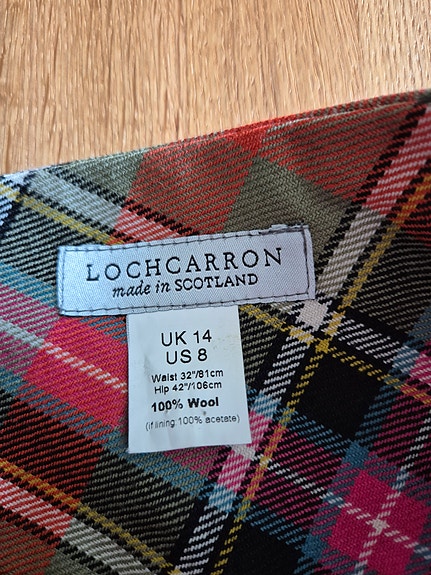 LOCHCARRON
made in SCOTLAND
UK 14
US 8
Waist 32"/81cm
Hip 42"/106cm
100% Wool
(if lining 100% acetate)